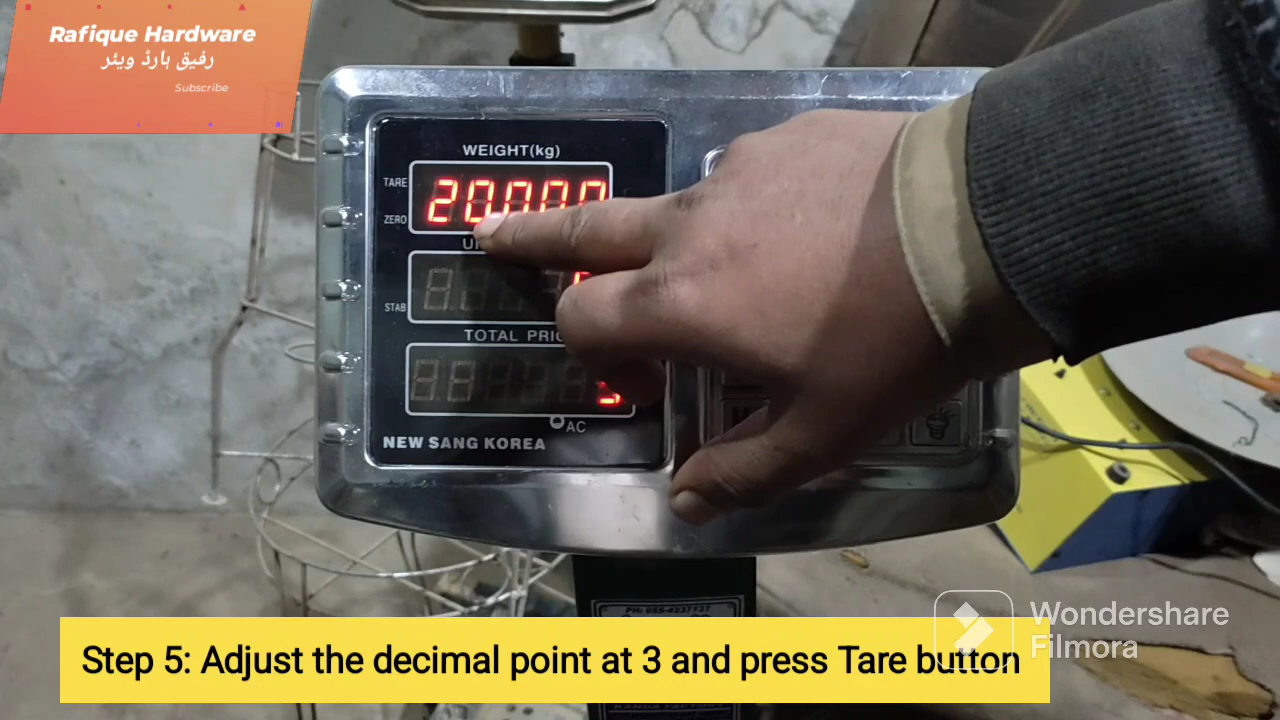 Rafique Hardware
رفیق ہارڈ ویئر
Subscribe
WEIGHT(kg)
TARE
20000
ZERO
STAB
TOTAL
AC
NEW SANG KOREA
Wondershare
Filmora
Step 5: Adjust the decimal point at 3 and press Tare button